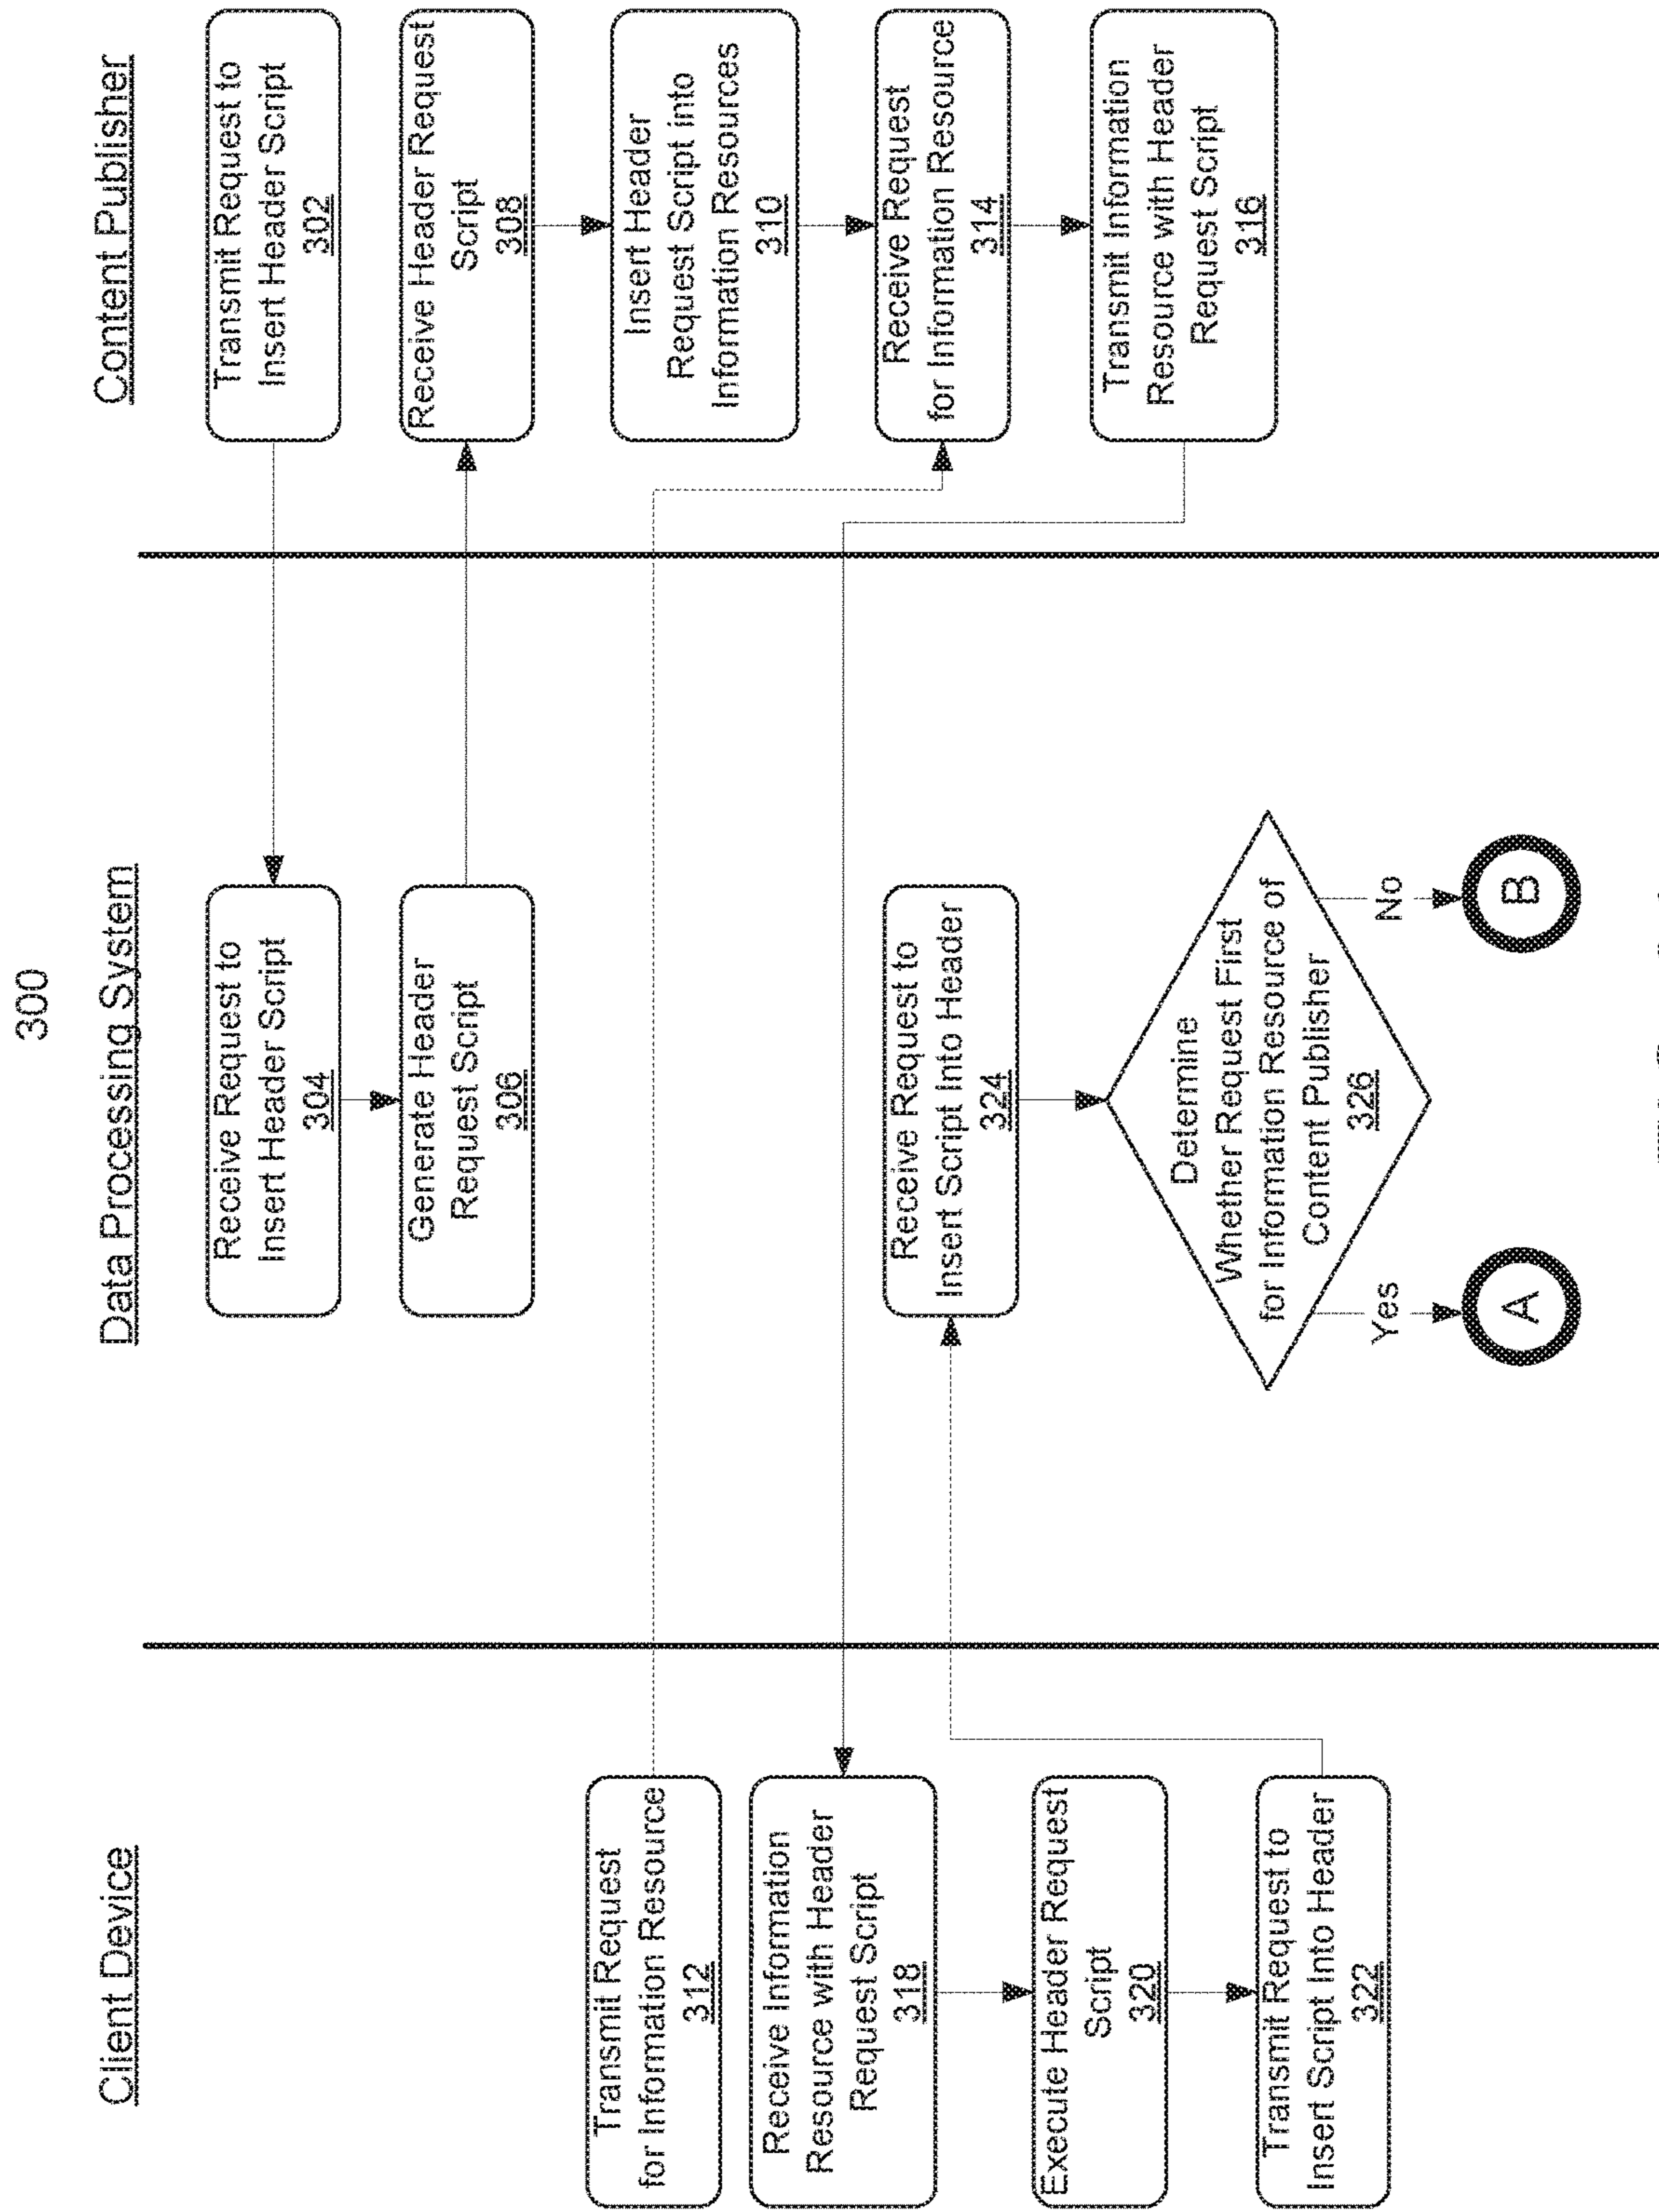 300
Client Device
Data Processing System
Content Publisher
Transmit Request to
Insert Header Script
302
Receive Request to
Insert Header Script
304
Generate Header
Request Script
306
Receive Header Request
Script
308
Insert Header
Request Script into
Information Resources
310
Transmit Request
for Information Resource
312
Receive Request
for Information Resource
314
Transmit Information
Resource with Header
Request Script
316
Receive Information
Resource with Header
Request Script
318
Execute Header Request
Script
320
Transmit Request to
Insert Script Into Header
322
Receive Request to
Insert Script Into Header
324
Determine
Whether Request First
for Information Resource of
Content Publisher
326
Yes
No
A
B